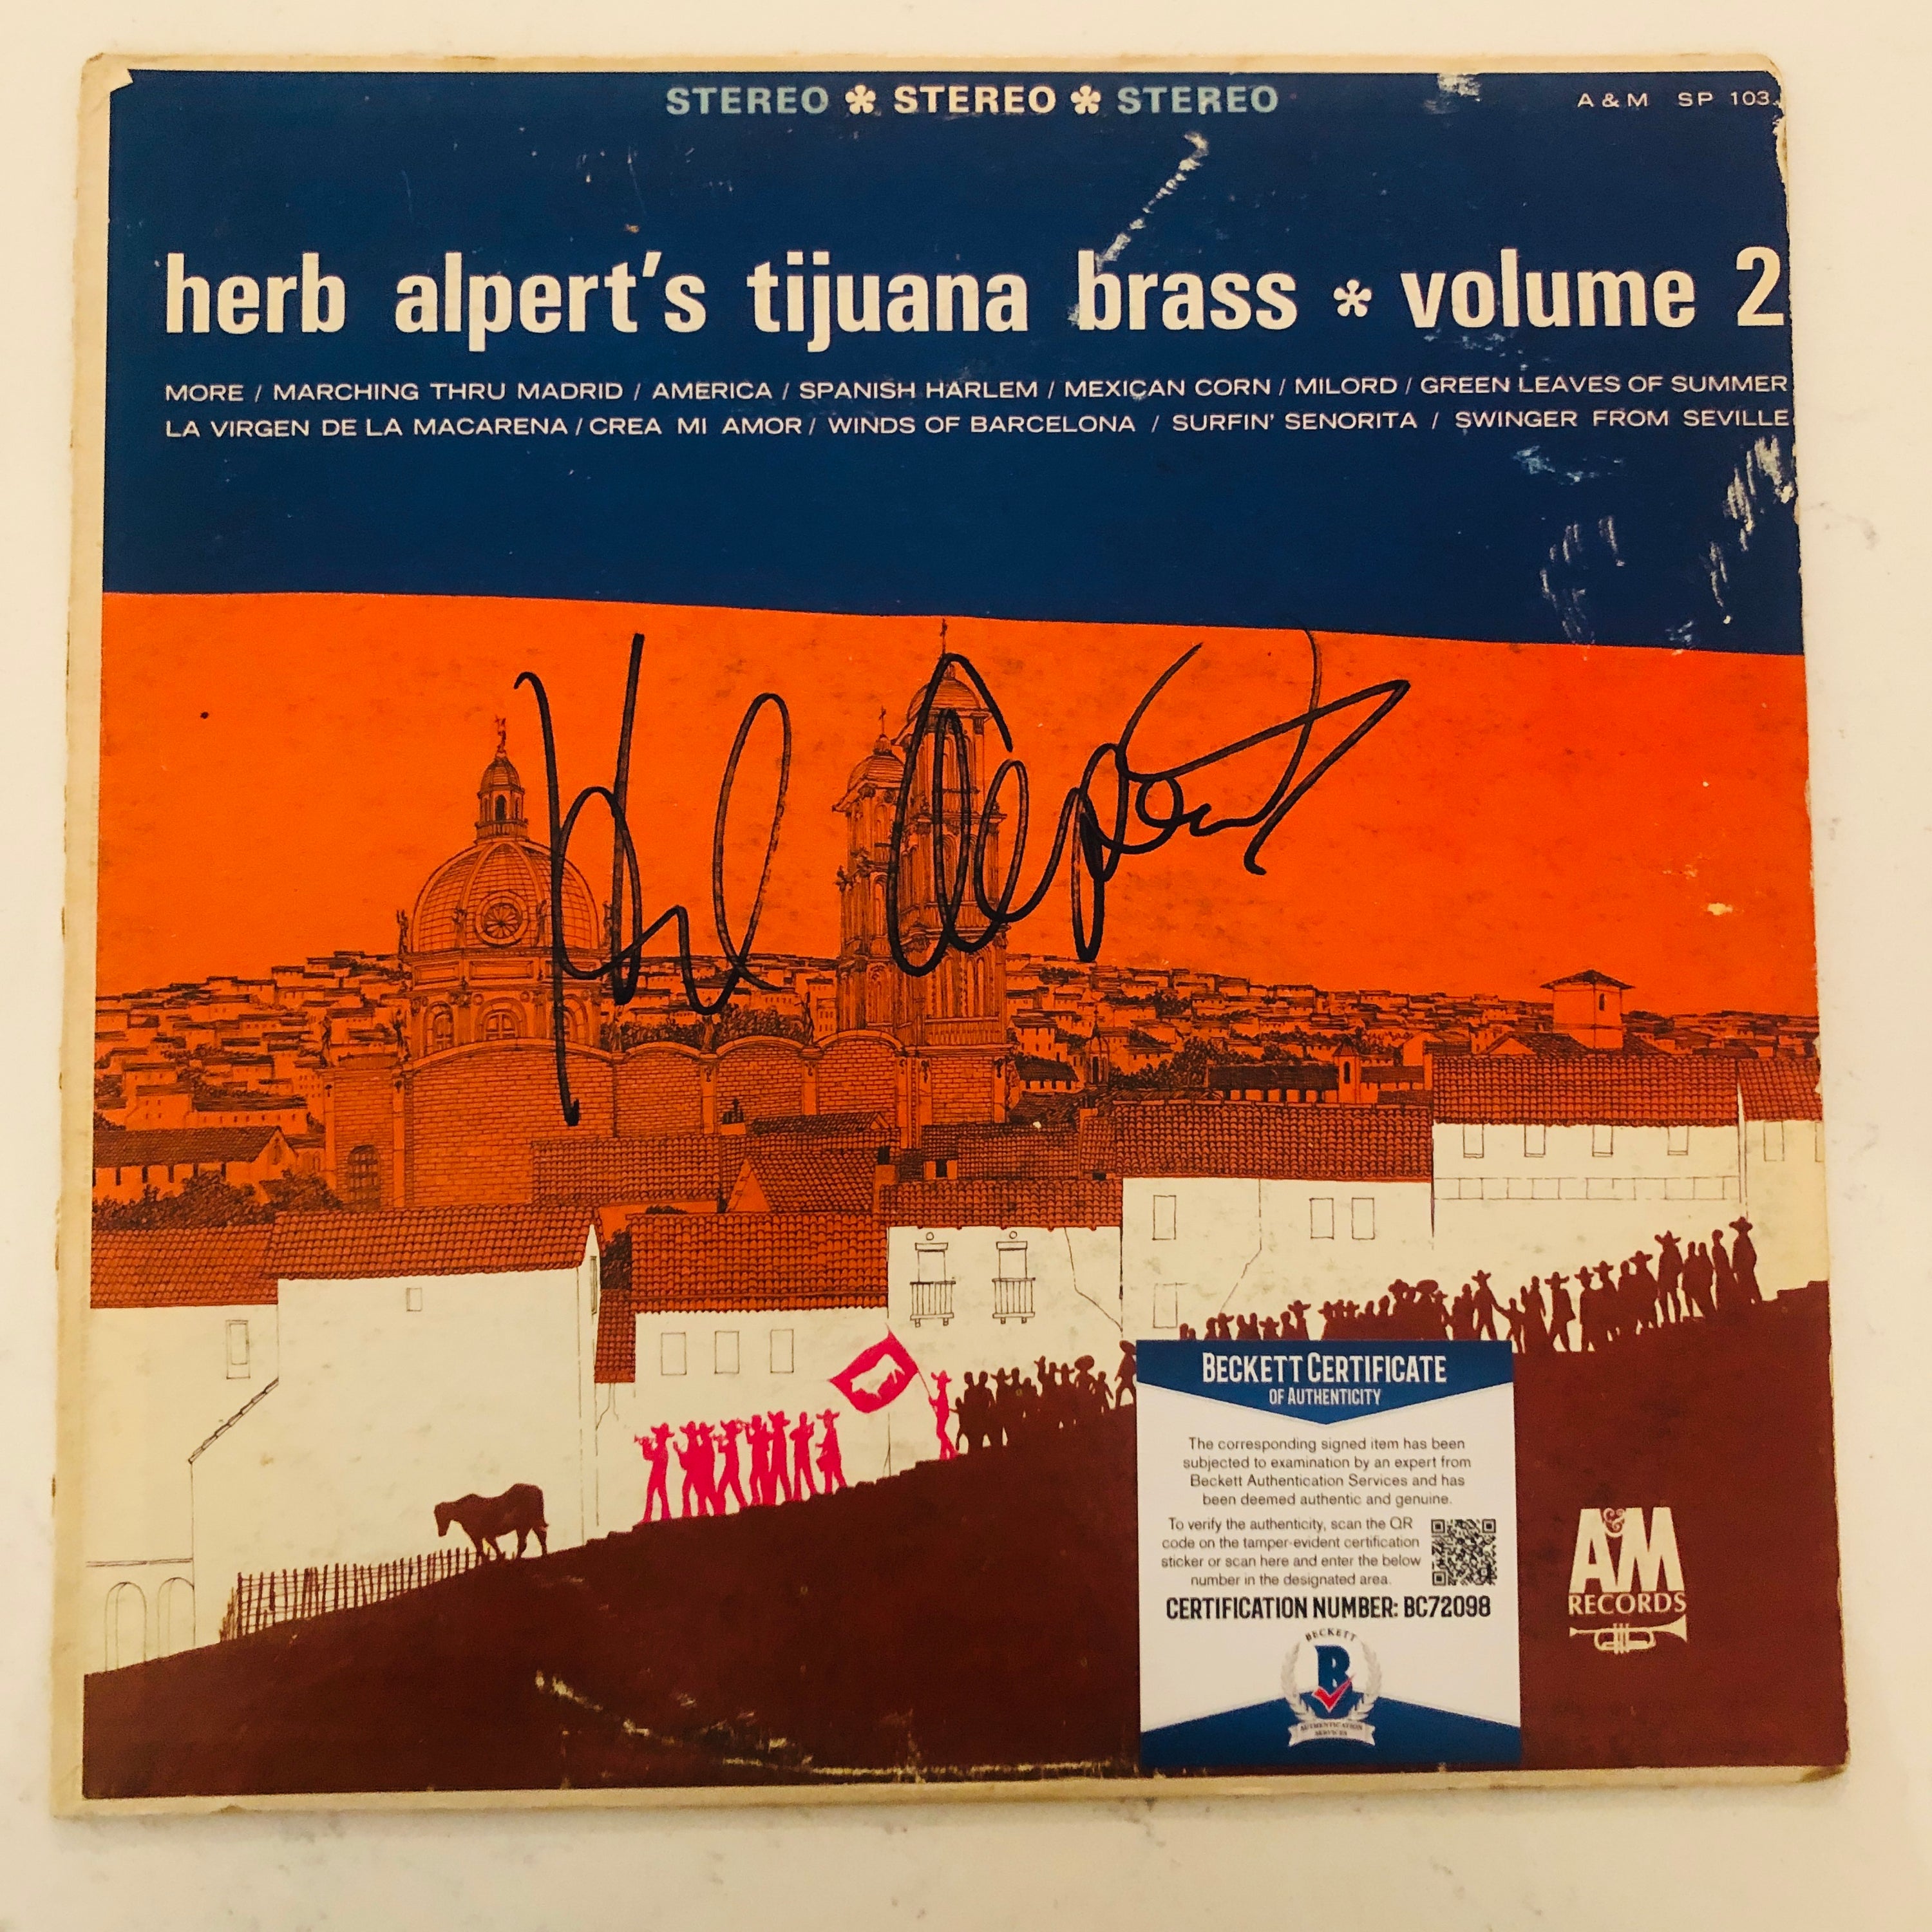 STEREO * STEREO * STEREO
A & M SP 103
herb alpert's tijuana brass * volume 2
MORE / MARCHING THRU MADRID / AMERICA / SPANISH HARLEM / MEXICAN CORN / MILORD / GREEN LEAVES OF SUMMER
LA VIRGEN DE LA MACARENA / CREA MI AMOR / WINDS OF BARCELONA / SURFIN' SENORITA / SWINGER FROM SEVILLE
Herb Alpert
BECKETT CERTIFICATE
OF AUTHENTICITY
The corresponding signed item has been
subjected to examination by an expert from
Beckett Authentication Services and has
been deemed authentic and genuine.
To verify the authenticity, scan the QR
code on the tamper-evident certification
sticker or scan here and enter the below
number in the designated area.
CERTIFICATION NUMBER: BC72098
BECKETT
B
AUTHENTICATION
SERVICES
A&M
RECORDS